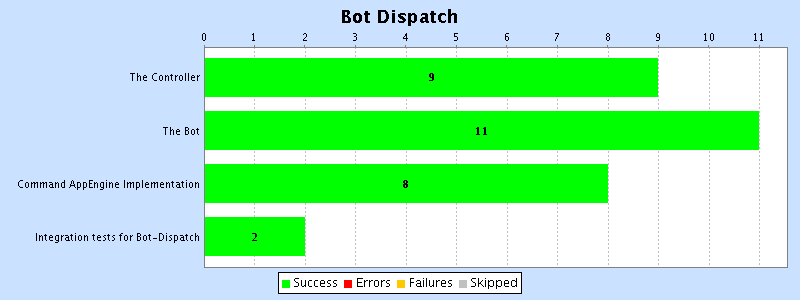 Bot Dispatch
0 1 2 3 4 5 6 7 8 9 10 11
The Controller 9
The Bot 11
Command AppEngine Implementation 8
Integration tests for Bot-Dispatch 2
Success Errors Failures Skipped